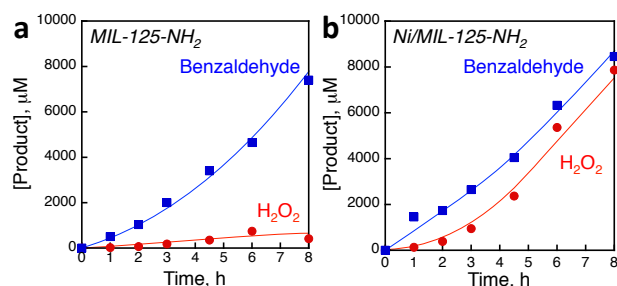 a
MIL-125-NH₂
Benzaldehyde
H₂O₂
[Product], µM
10000
8000
6000
4000
2000
0
0 1 2 3 4 5 6 7 8
Time, h
b
Ni/MIL-125-NH₂
Benzaldehyde
H₂O₂
[Product], µM
10000
8000
6000
4000
2000
0
0 1 2 3 4 5 6 7 8
Time, h